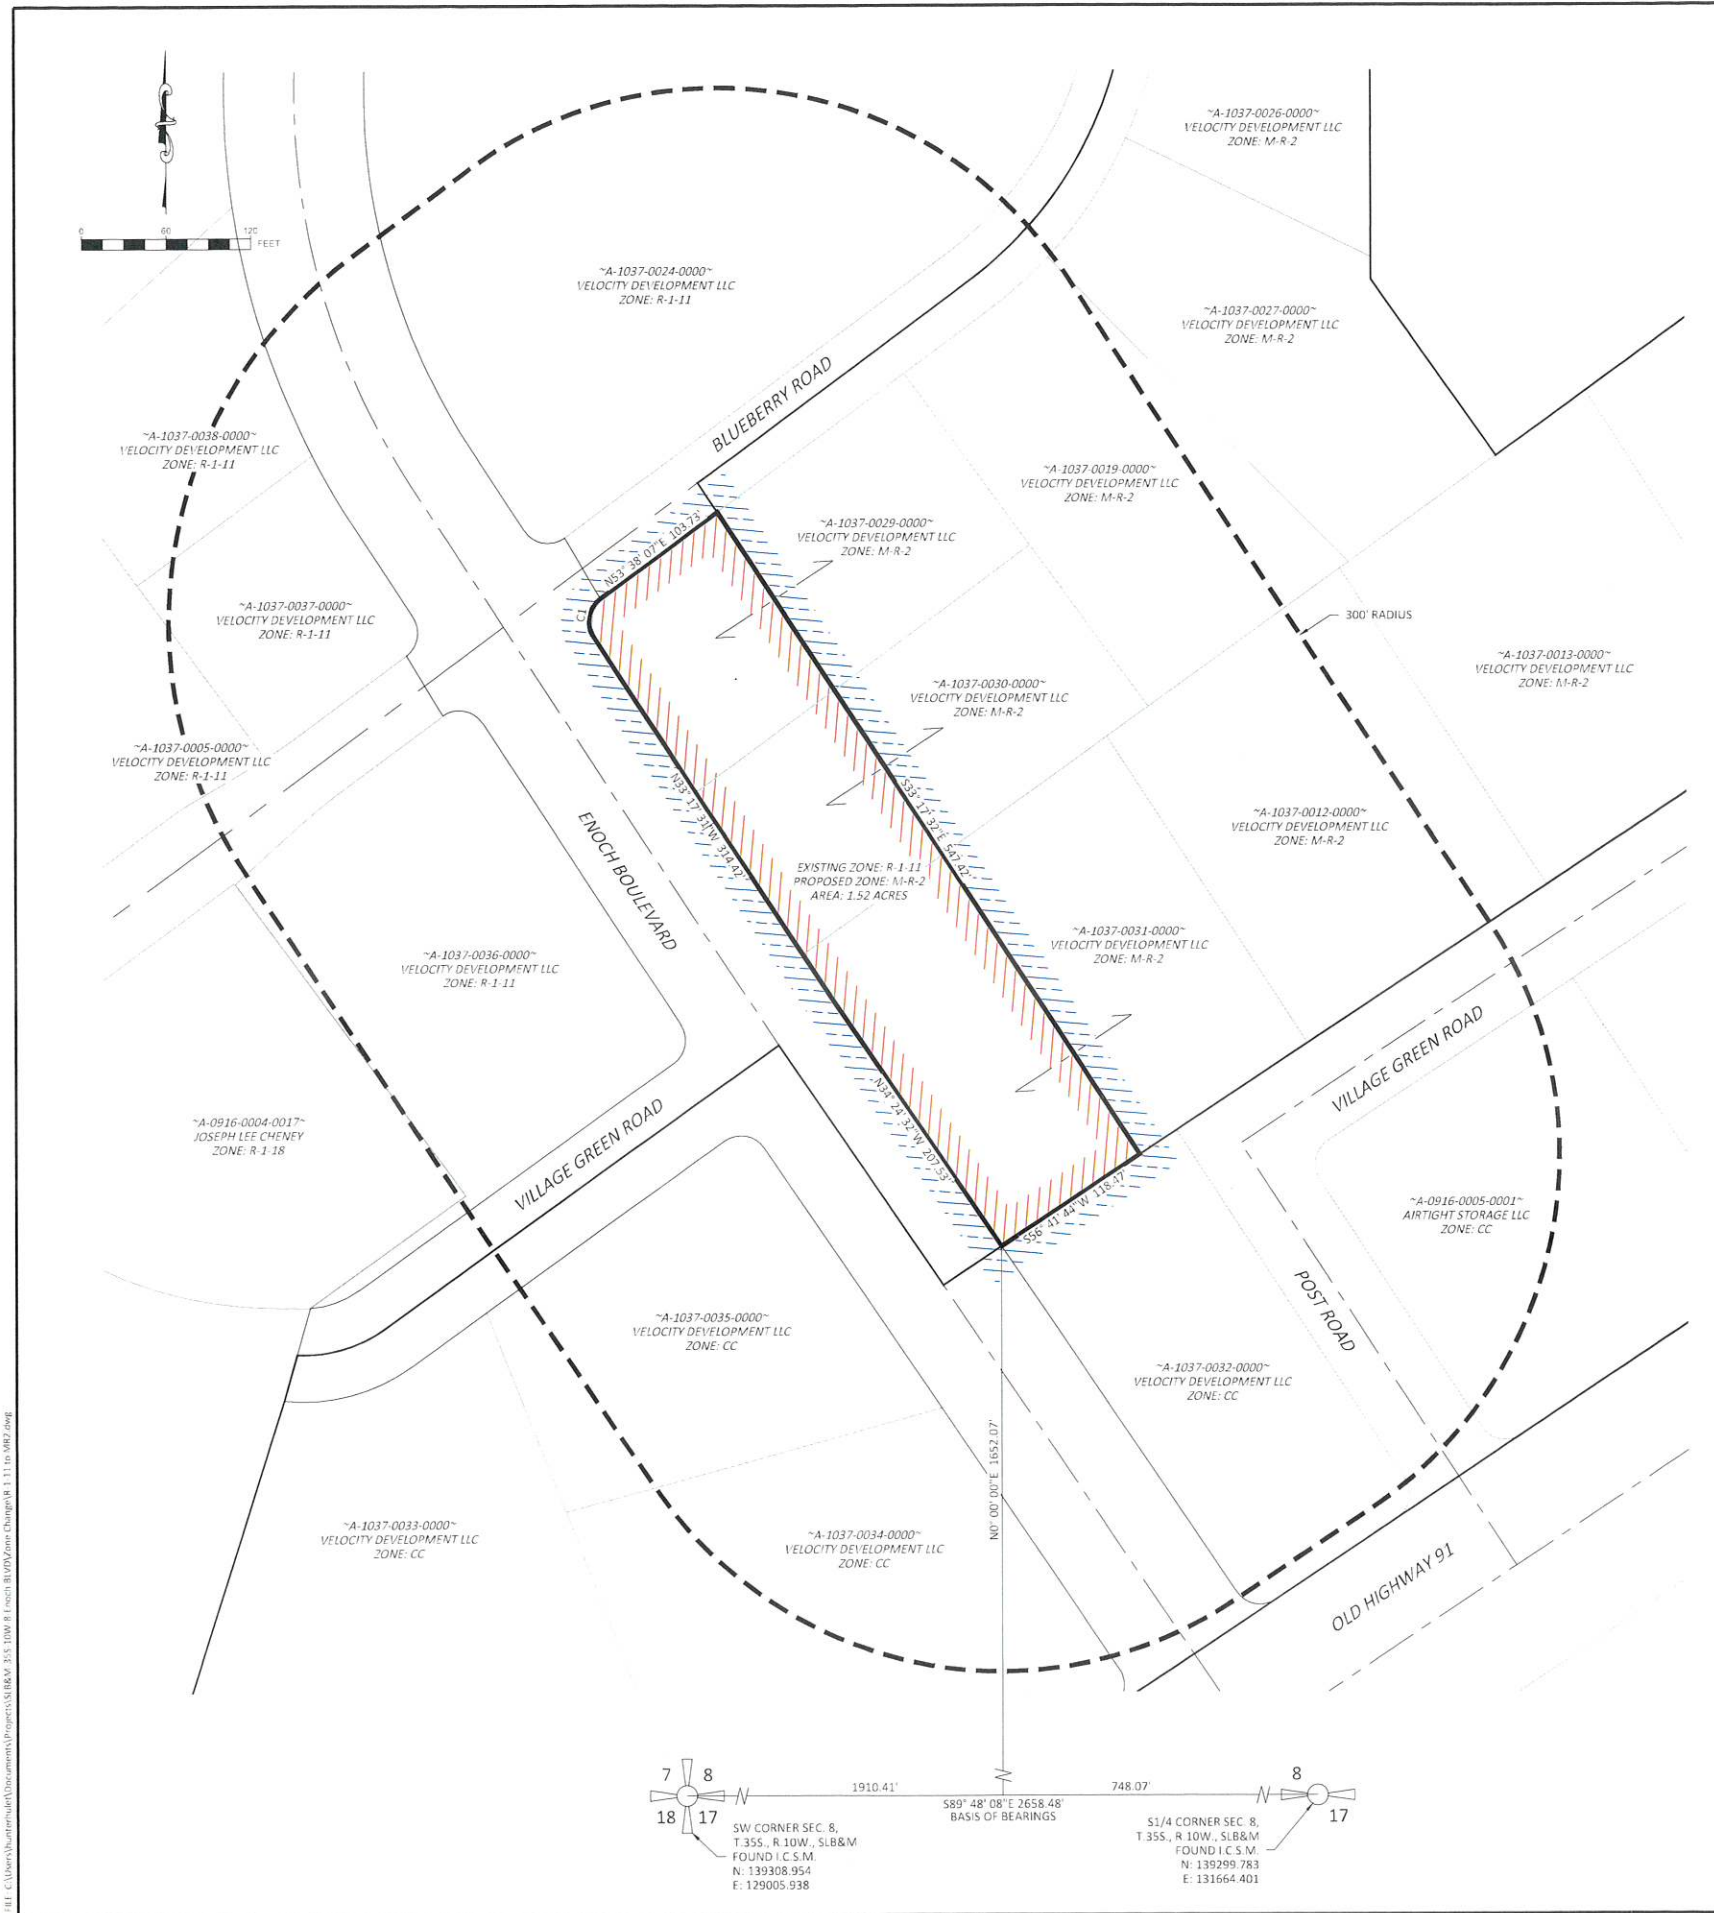 0 60 120
FEET
~A-1037-0026-0000~
VELOCITY DEVELOPMENT LLC
ZONE: M-R-2
~A-1037-0024-0000~
VELOCITY DEVELOPMENT LLC
ZONE: R-1-11
~A-1037-0027-0000~
VELOCITY DEVELOPMENT LLC
ZONE: M-R-2
BLUEBERRY ROAD
~A-1037-0038-0000~
VELOCITY DEVELOPMENT LLC
ZONE: R-1-11
~A-1037-0019-0000~
VELOCITY DEVELOPMENT LLC
ZONE: M-R-2
~A-1037-0029-0000~
VELOCITY DEVELOPMENT LLC
ZONE: M-R-2
N53° 38' 07"E 103.73'
C1
~A-1037-0037-0000~
VELOCITY DEVELOPMENT LLC
ZONE: R-1-11
300' RADIUS
~A-1037-0013-0000~
VELOCITY DEVELOPMENT LLC
ZONE: M-R-2
~A-1037-0030-0000~
VELOCITY DEVELOPMENT LLC
ZONE: M-R-2
~A-1037-0005-0000~
VELOCITY DEVELOPMENT LLC
ZONE: R-1-11
N33° 17' 31"W 314.42'
S33° 17' 32"E 547.42'
~A-1037-0012-0000~
VELOCITY DEVELOPMENT LLC
ZONE: M-R-2
ENOCH BOULEVARD
EXISTING ZONE: R-1-11
PROPOSED ZONE: M-R-2
AREA: 1.52 ACRES
~A-1037-0031-0000~
VELOCITY DEVELOPMENT LLC
ZONE: M-R-2
~A-1037-0036-0000~
VELOCITY DEVELOPMENT LLC
ZONE: R-1-11
VILLAGE GREEN ROAD
~A-0916-0004-0017~
JOSEPH LEE CHENEY
ZONE: R-1-18
VILLAGE GREEN ROAD
N34° 24' 32"W 207.53'
S56° 41' 44"W 118.47'
~A-0916-0005-0001~
AIRTIGHT STORAGE LLC
ZONE: CC
POST ROAD
~A-1037-0035-0000~
VELOCITY DEVELOPMENT LLC
ZONE: CC
~A-1037-0032-0000~
VELOCITY DEVELOPMENT LLC
ZONE: CC
N0° 00' 00"E 1652.07'
~A-1037-0033-0000~
VELOCITY DEVELOPMENT LLC
ZONE: CC
~A-1037-0034-0000~
VELOCITY DEVELOPMENT LLC
ZONE: CC
OLD HIGHWAY 91
7 8
18 17
1910.41'
748.07'
S89° 48' 08"E 2658.48'
BASIS OF BEARINGS
8
17
SW CORNER SEC. 8,
T.35S., R.10W., SLB&M
FOUND I.C.S.M.
N: 139308.954
E: 129005.938
S1/4 CORNER SEC. 8,
T.35S., R.10W., SLB&M
FOUND I.C.S.M.
N: 139299.783
E: 131664.401